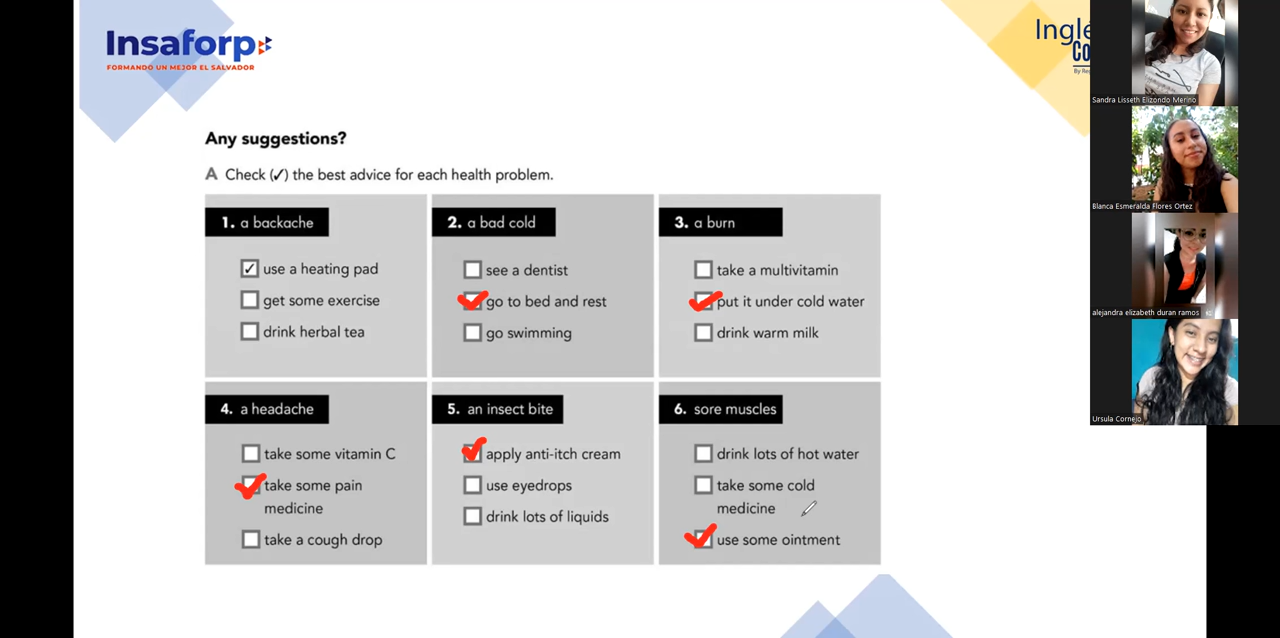 Insaforp
FORMANDO UN MEJOR EL SALVADOR
Any suggestions?
A Check (✓) the best advice for each health problem.
1. a backache
✓ use a heating pad
get some exercise
drink herbal tea
2. a bad cold
see a dentist
✓ go to bed and rest
go swimming
3. a burn
take a multivitamin
✓ put it under cold water
drink warm milk
4. a headache
take some vitamin C
✓ take some pain
medicine
take a cough drop
5. an insect bite
✓ apply anti-itch cream
use eyedrops
drink lots of liquids
6. sore muscles
drink lots of hot water
take some cold
medicine
✓ use some ointment
Sandra Lisseth Elizondo Merino
Blanca Esmeralda Flores Ortez
alejandra elizabeth duran ramos
Ursula Cornejo